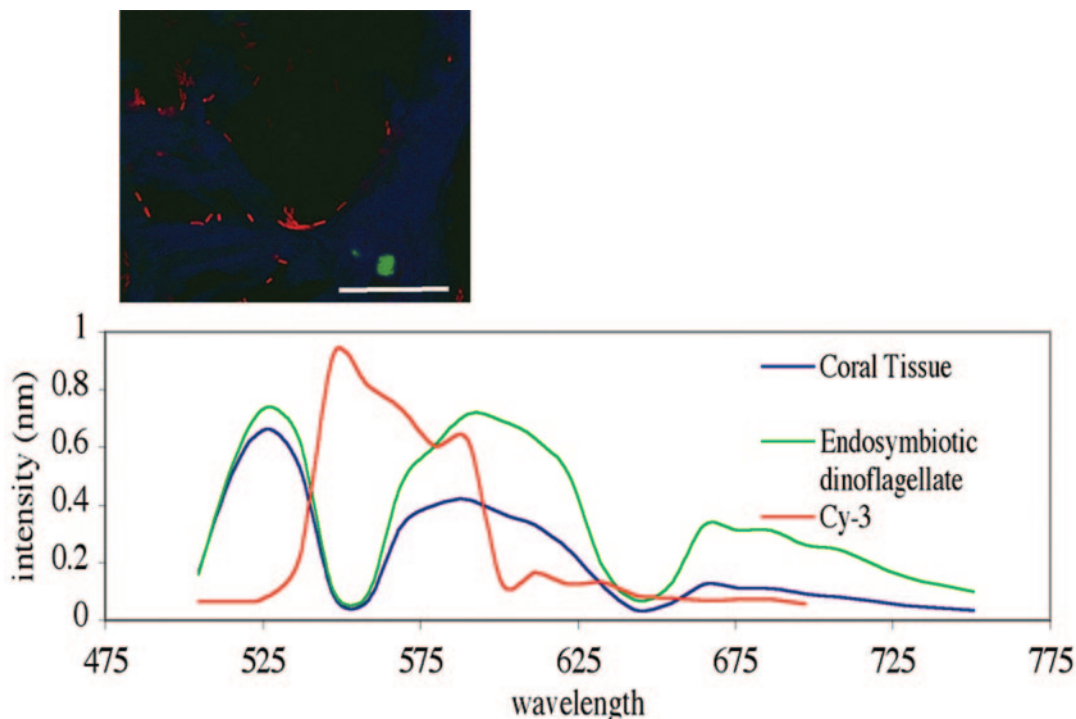 1
0.8
0.6
0.4
0.2
0
intensity (nm)
Coral Tissue
Endosymbiotic
dinoflagellate
Cy-3
475 525 575 625 675 725 775
wavelength